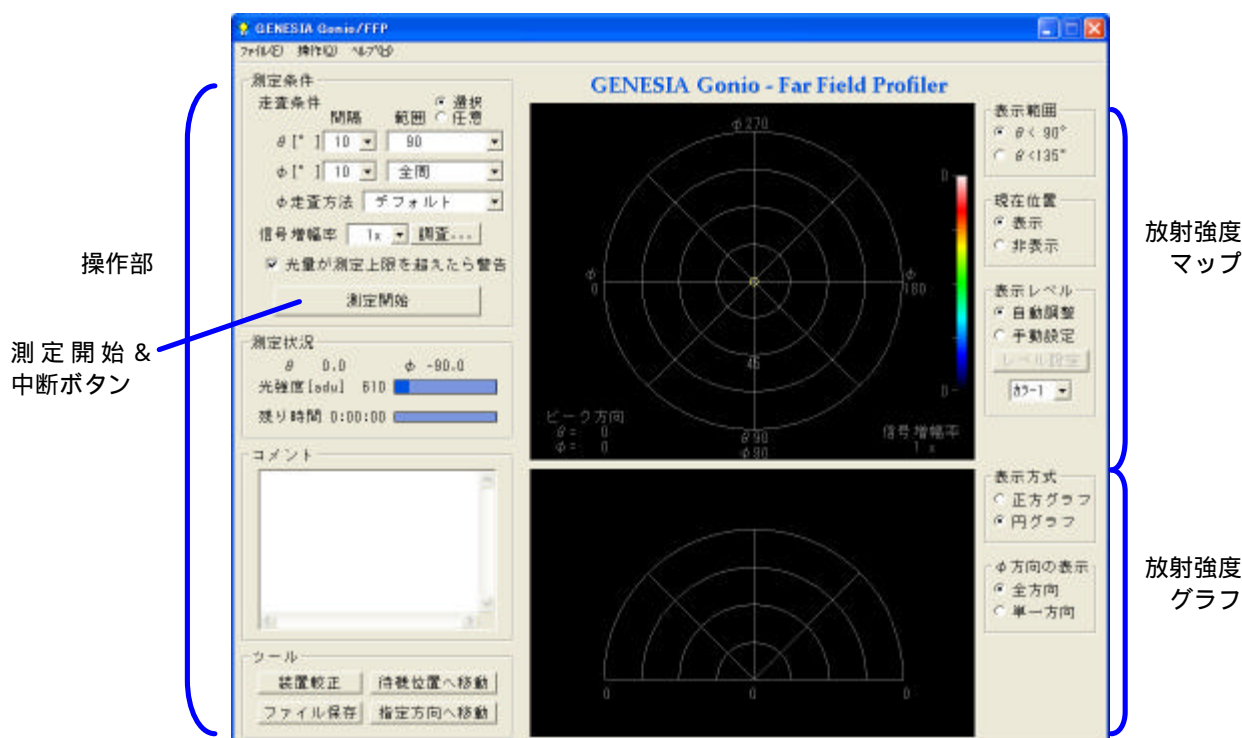 GENESIA Gonio/FFP
ファイル(F) 操作(O) ヘルプ(H)
操作部
測定開始&
中断ボタン
測定条件
走査条件
選択
間隔 範囲 任意
θ[°] 10 90
φ[°] 10 全周
φ走査方法 デフォルト
信号増幅率 1x 調査...
光量が測定上限を超えたら警告
測定開始
測定状況
θ 0.0 φ -90.0
光強度[adu] 610
残り時間 0:00:00
コメント
ツール
装置較正 待機位置へ移動
ファイル保存 指定方向へ移動
GENESIA Gonio - Far Field Profiler
φ270
0
φ
0
φ
180
45
0
ピーク方向
θ= 0
φ= 0
θ90
φ90
信号増幅率
1 x
0 0 0
表示範囲
θ< 90°
θ<135°
現在位置
表示
非表示
表示レベル
自動調整
手動設定
レベル設定
カラー1
表示方式
正方グラフ
円グラフ
φ方向の表示
全方向
単一方向
放射強度
マップ
放射強度
グラフ